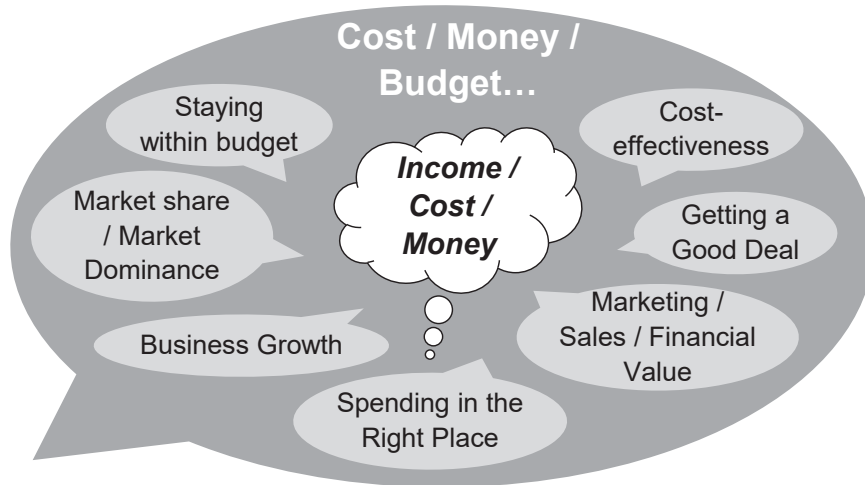 Cost / Money /
Budget…
Staying
within budget
Cost-
effectiveness
Income /
Cost /
Money
Market share
/ Market
Dominance
Getting a
Good Deal
Business Growth
Marketing /
Sales / Financial
Value
Spending in the
Right Place